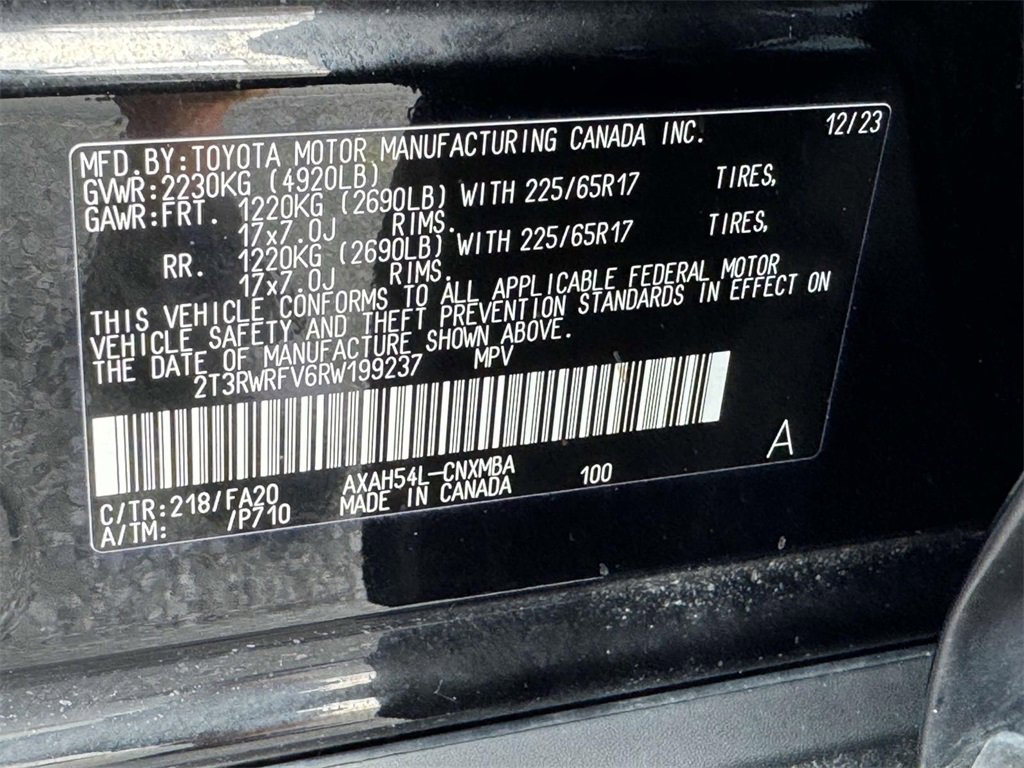 MFD.BY:TOYOTA MOTOR MANUFACTURING CANADA INC. 12/23
GVWR:2230KG (4920LB)
GAWR:FRT. 1220KG (2690LB) WITH 225/65R17 TIRES,
17x7.0J RIMS.
RR. 1220KG (2690LB) WITH 225/65R17 TIRES,
17x7.0J RIMS.
THIS VEHICLE CONFORMS TO ALL APPLICABLE FEDERAL MOTOR
VEHICLE SAFETY AND THEFT PREVENTION STANDARDS IN EFFECT ON
THE DATE OF MANUFACTURE SHOWN ABOVE.
2T3RWRFV6RW199237 MPV
A
C/TR:218/FA20 AXAH54L-CNXMBA 100
A/TM: /P710 MADE IN CANADA